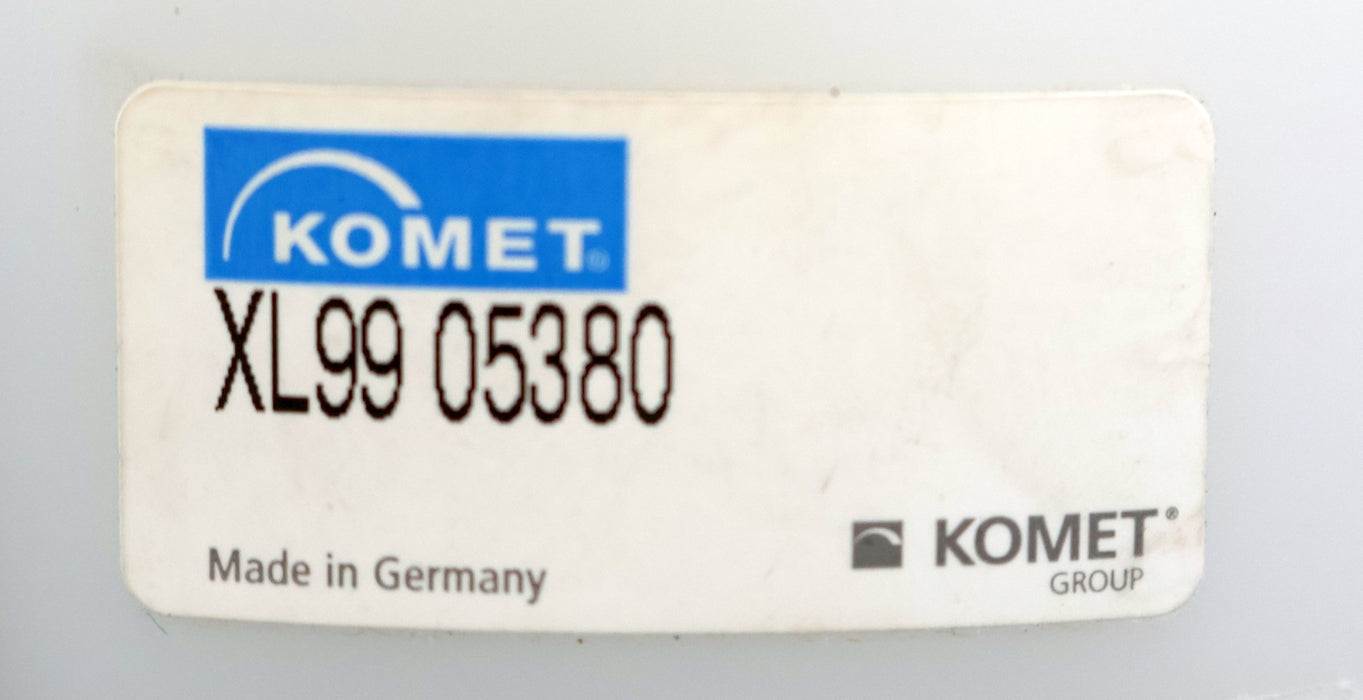 KOMET®
XL99 05380
Made in Germany
KOMET®
GROUP